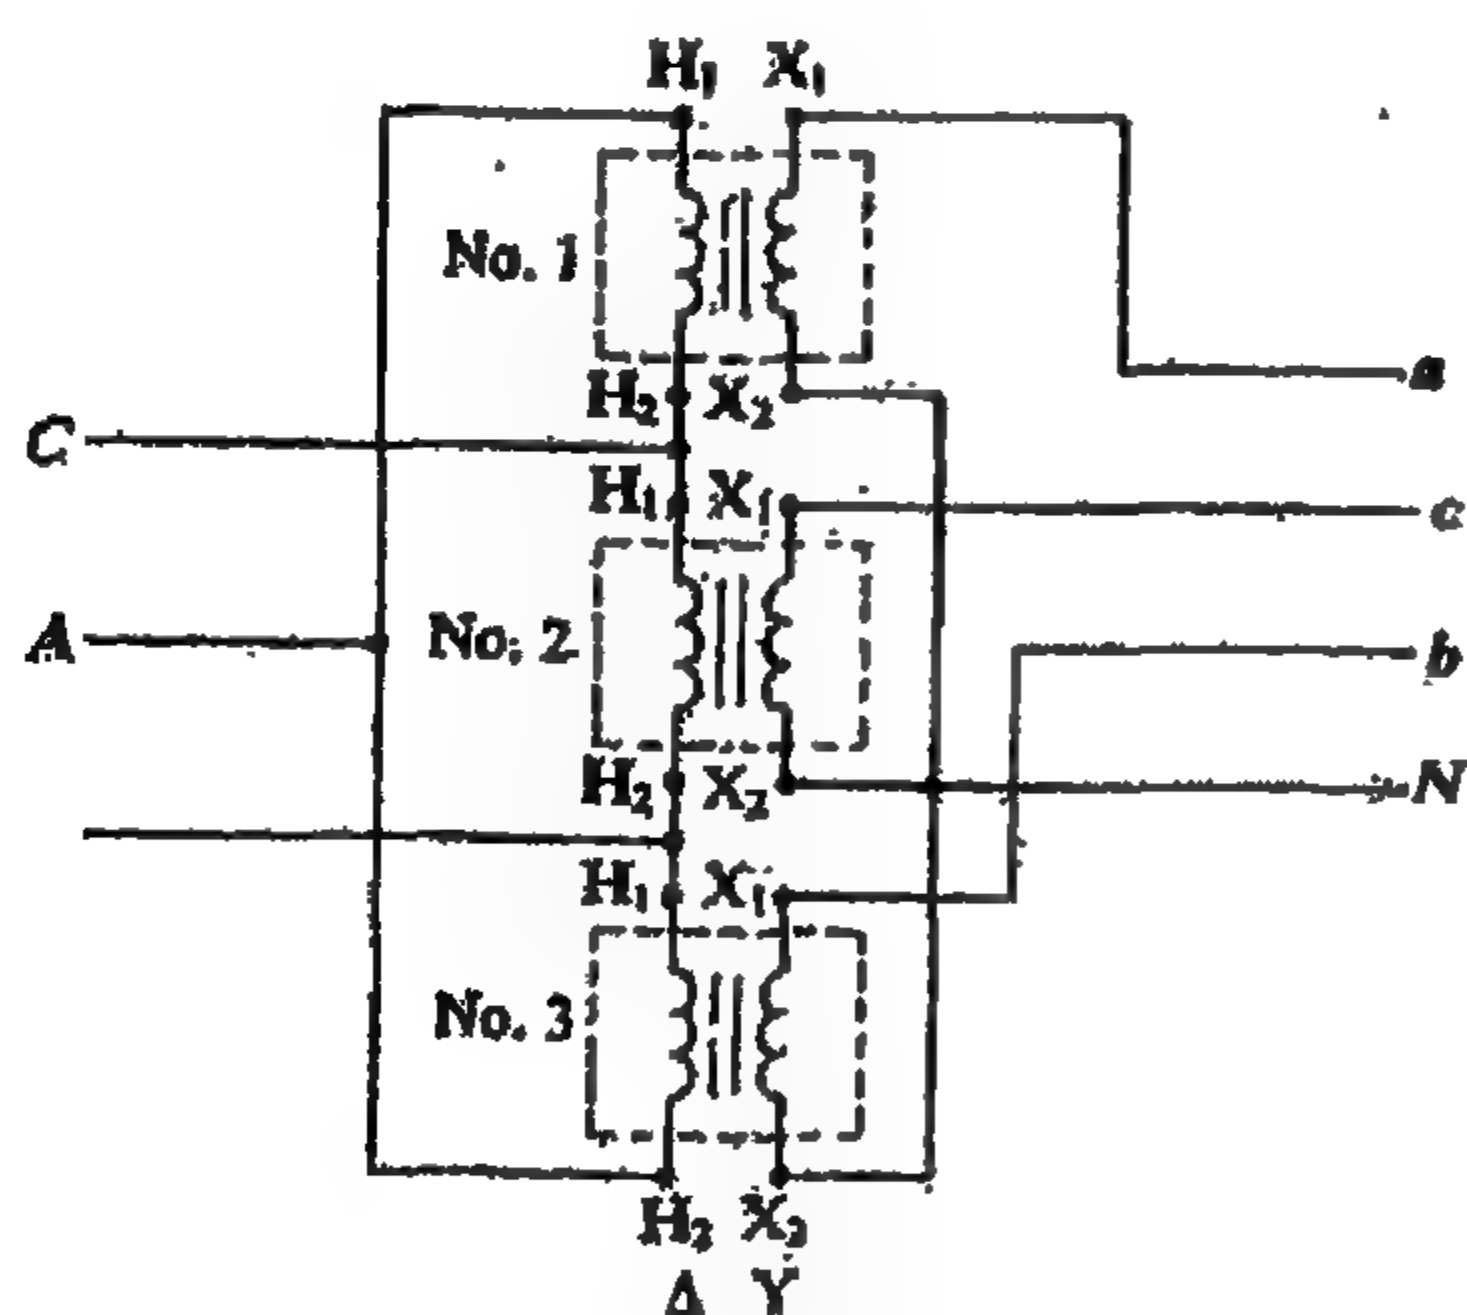 H₁ X₁
No. 1
a
H₂ X₂
C
H₁ X₁
c
A
No. 2
b
H₂ X₂
N
H₁ X₁
No. 3
H₂ X₂
Δ Y